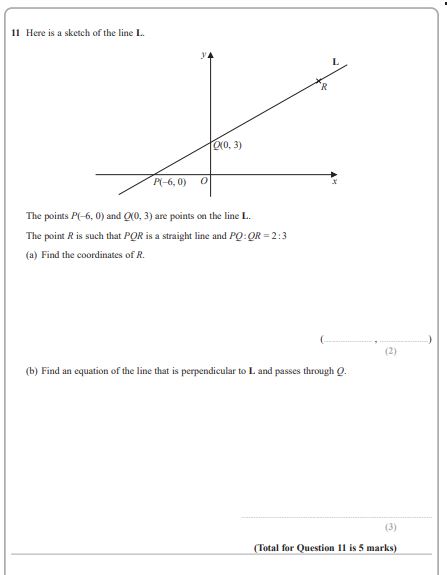 11 Here is a sketch of the line L.
y
L
R
Q(0, 3)
P(–6, 0)
O
x
The points P(–6, 0) and Q(0, 3) are points on the line L.
The point R is such that PQR is a straight line and PQ : QR = 2 : 3
(a) Find the coordinates of R.
(.............................. , ..............................)
(2)
(b) Find an equation of the line that is perpendicular to L and passes through Q.
(3)
(Total for Question 11 is 5 marks)